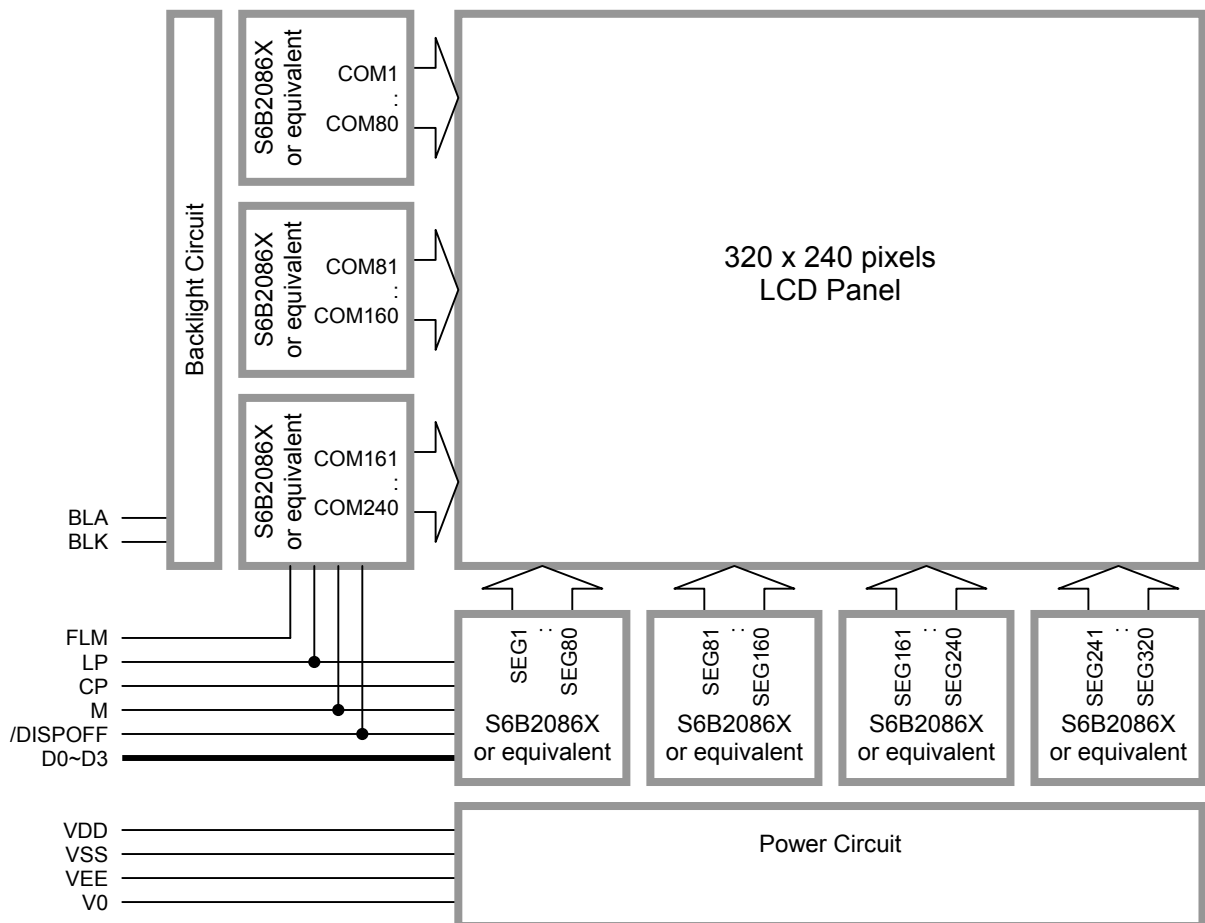 Backlight Circuit
S6B2086X
or equivalent
COM1
:
COM80
S6B2086X
or equivalent
COM81
:
COM160
S6B2086X
or equivalent
COM161
:
COM240
320 x 240 pixels
LCD Panel
BLA
BLK
FLM
LP
CP
M
/DISPOFF
D0~D3
SEG1
:
SEG80
S6B2086X
or equivalent
SEG81
:
SEG160
S6B2086X
or equivalent
SEG161
:
SEG240
S6B2086X
or equivalent
SEG241
:
SEG320
S6B2086X
or equivalent
VDD
VSS
VEE
V0
Power Circuit